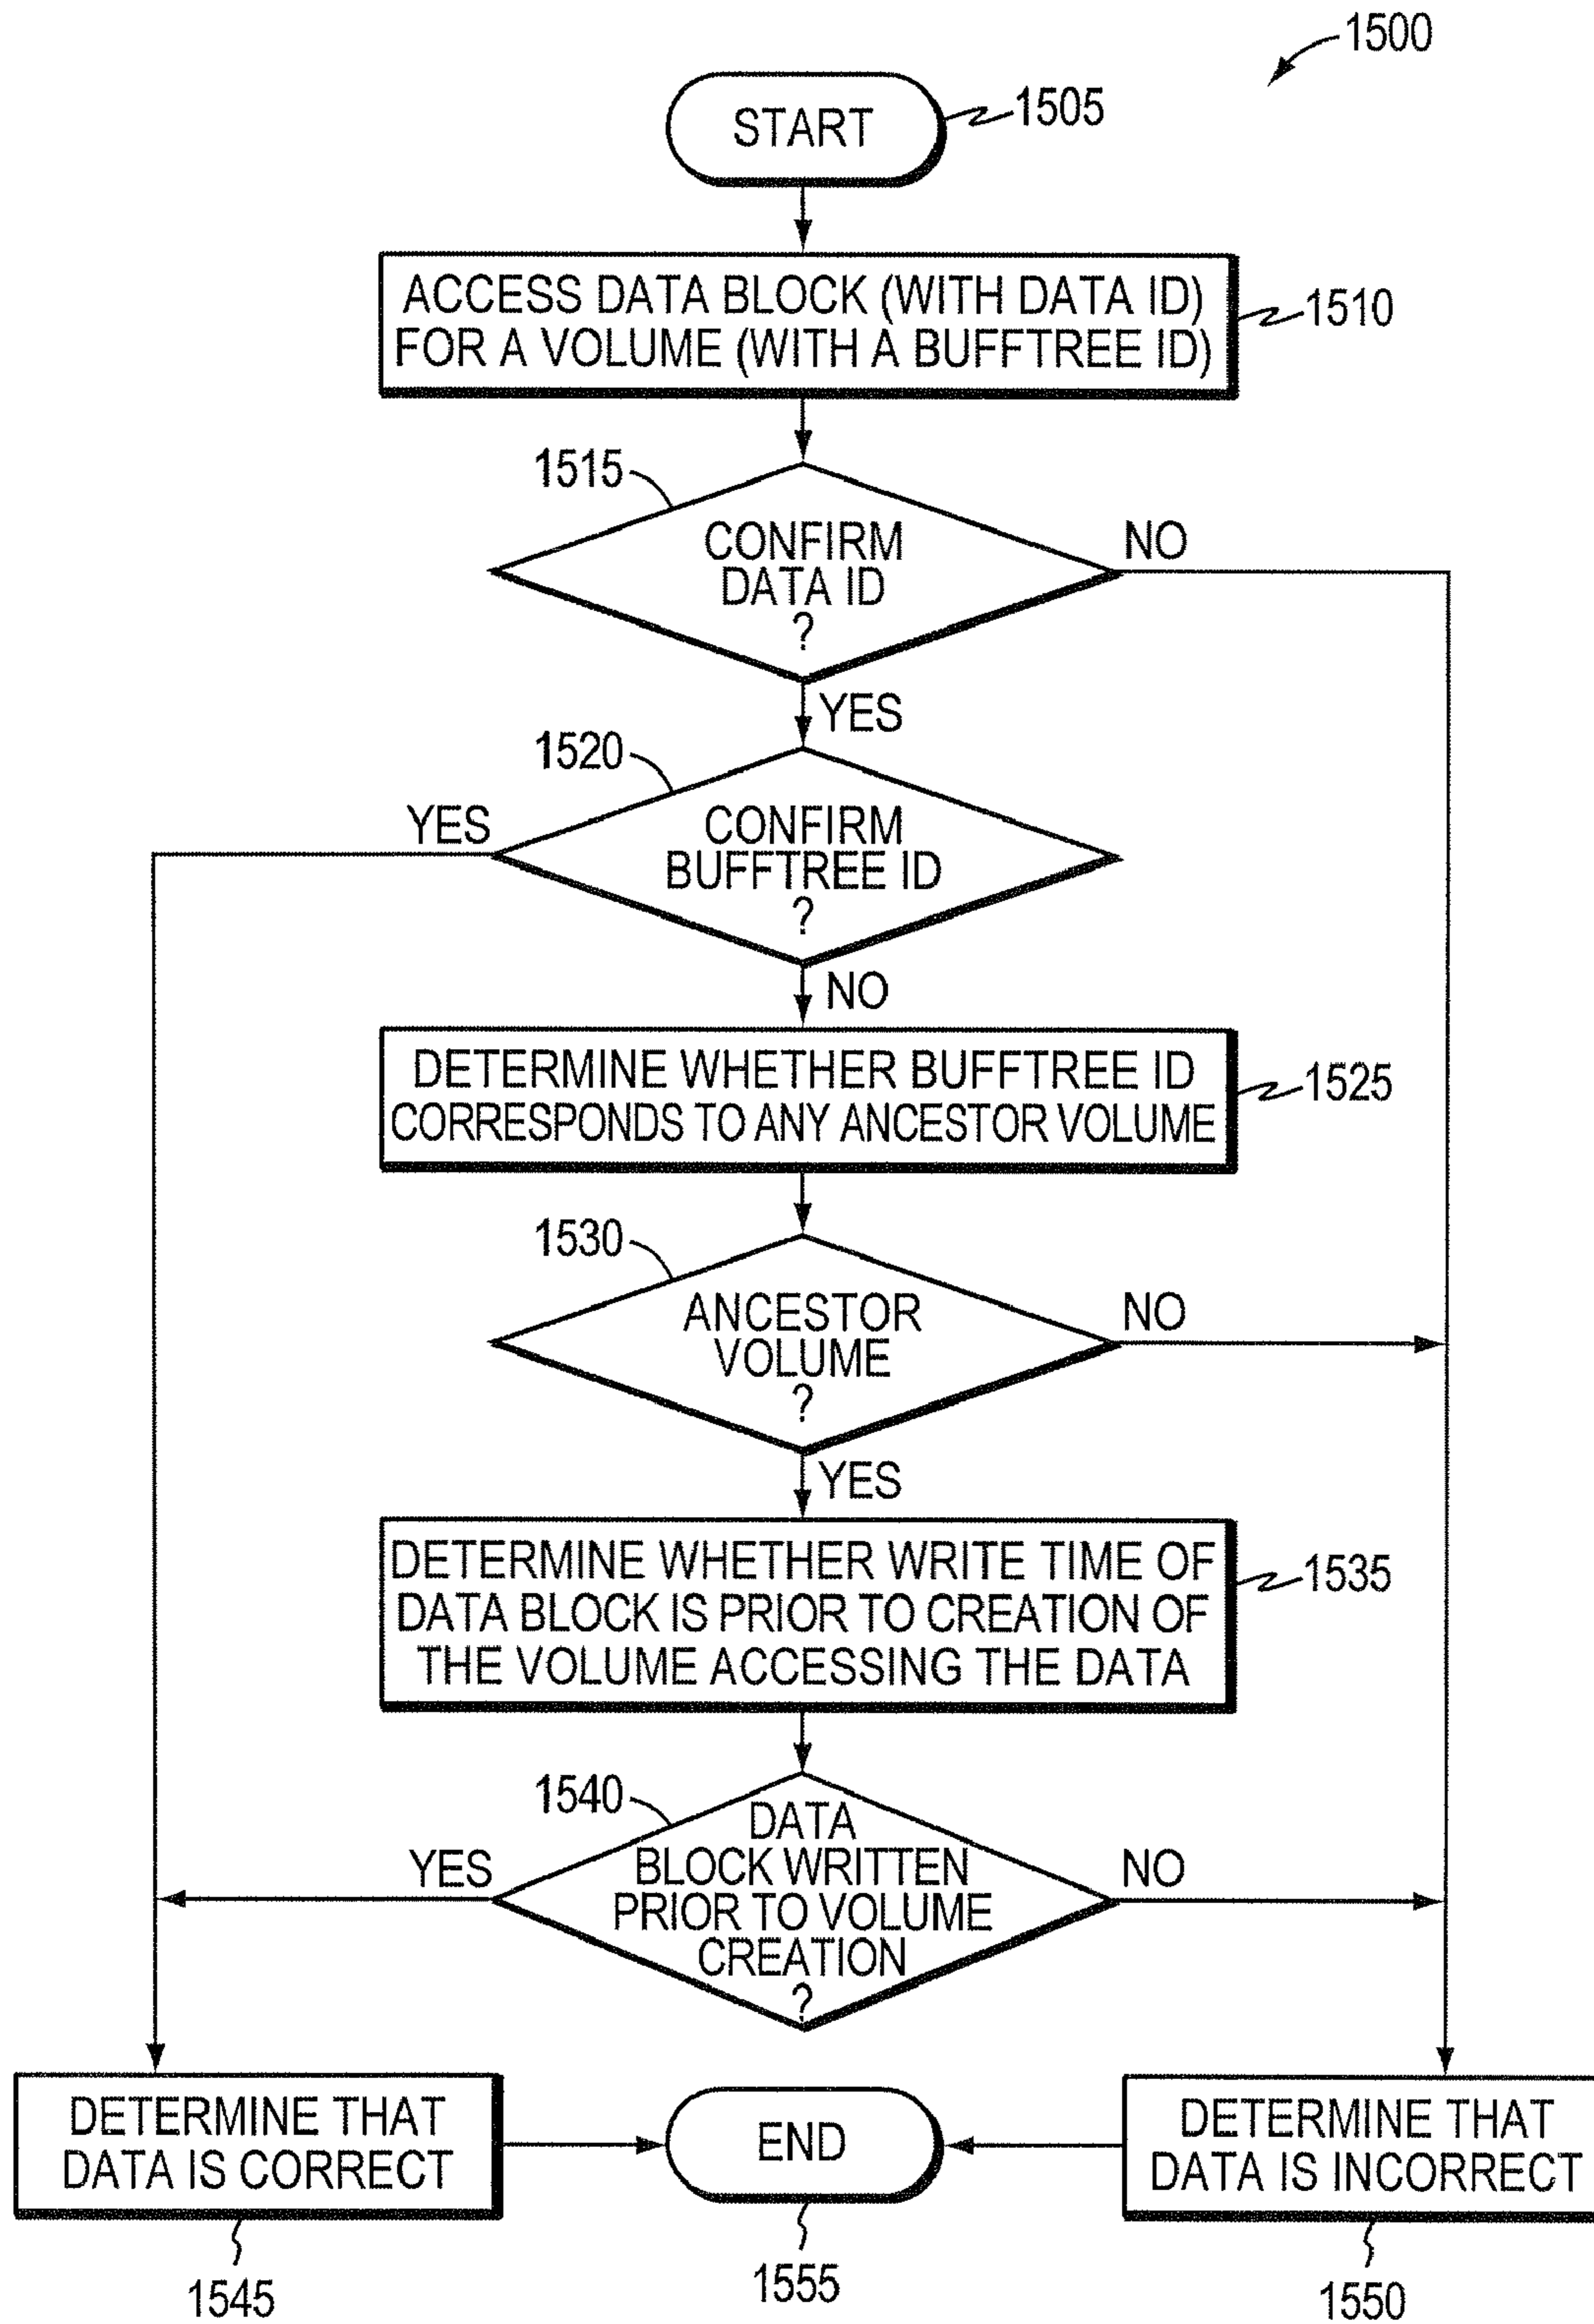 1500
START
1505
ACCESS DATA BLOCK (WITH DATA ID)
FOR A VOLUME (WITH A BUFFTREE ID)
1510
1515
CONFIRM
DATA ID
?
NO
YES
1520
YES
CONFIRM
BUFFTREE ID
?
NO
DETERMINE WHETHER BUFFTREE ID
CORRESPONDS TO ANY ANCESTOR VOLUME
1525
1530
ANCESTOR
VOLUME
?
NO
YES
DETERMINE WHETHER WRITE TIME OF
DATA BLOCK IS PRIOR TO CREATION OF
THE VOLUME ACCESSING THE DATA
1535
1540
YES
DATA
BLOCK WRITTEN
PRIOR TO VOLUME
CREATION
?
NO
DETERMINE THAT
DATA IS CORRECT
END
DETERMINE THAT
DATA IS INCORRECT
1545
1555
1550